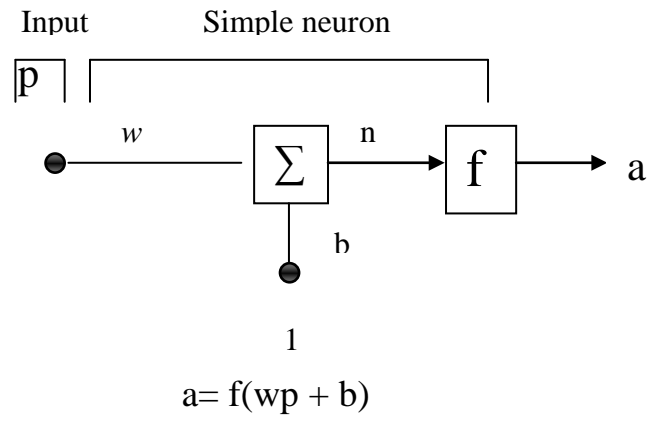 Input Simple neuron
p
w n
∑ f a
b
1
a= f(wp + b)